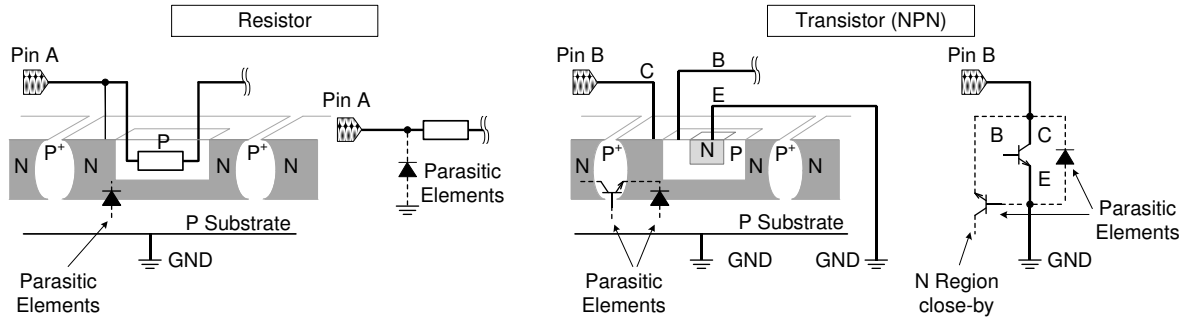 Resistor
Transistor (NPN)
Pin A
Pin A
P
N
P+
N
N
P+
N
Parasitic
Elements
P Substrate
GND
Parasitic
Elements
Pin B
C
B
E
N
P+
N
N
P
N
P+
N
P Substrate
GND
GND
Parasitic
Elements
Pin B
B
C
E
Parasitic
Elements
GND
N Region
close-by